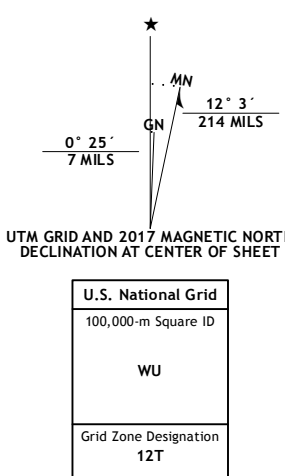 ★
MN
12° 3´
214 MILS
GN
0° 25´
7 MILS
UTM GRID AND 2017 MAGNETIC NORT
DECLINATION AT CENTER OF SHEET
U.S. National Grid
100,000-m Square ID
WU
Grid Zone Designation
12T